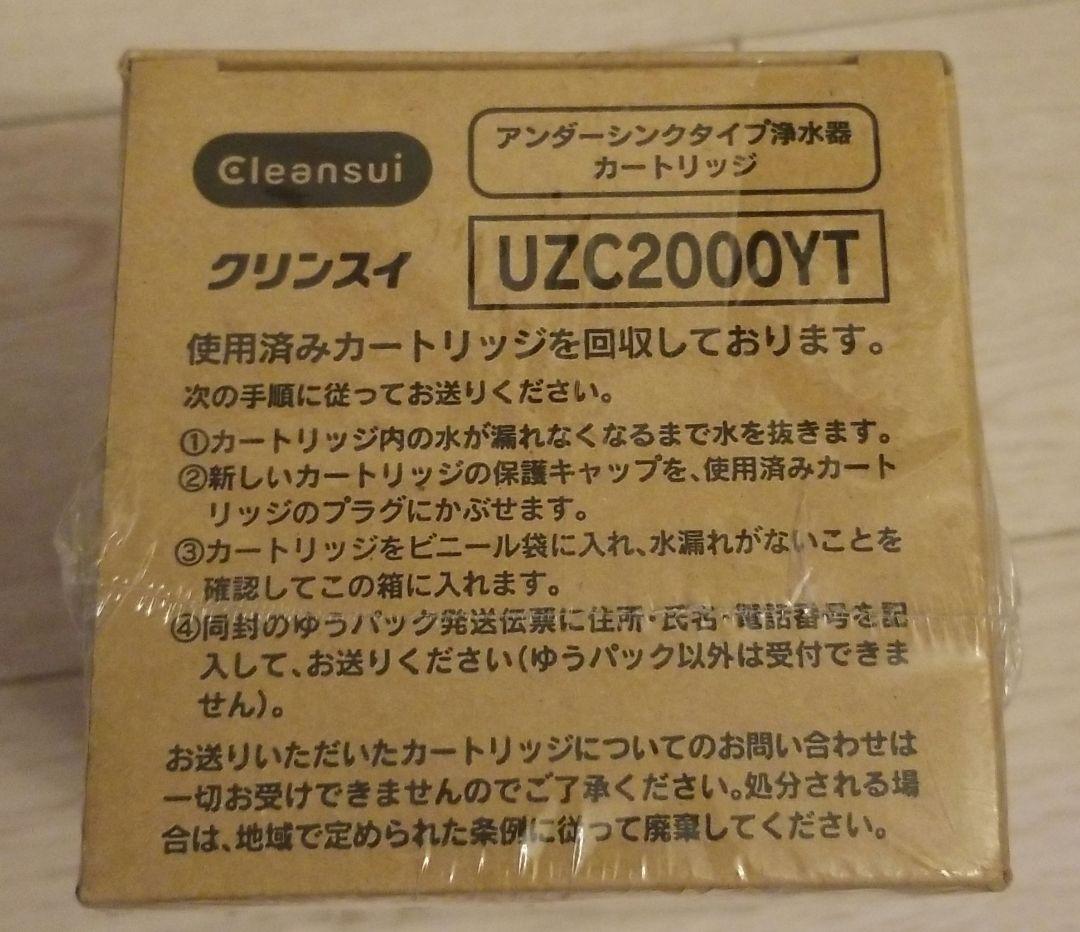 Cleansui
アンダーシンクタイプ浄水器
カートリッジ
クリンスイ
UZC2000YT
使用済みカートリッジを回収しております。
次の手順に従ってお送りください。
①カートリッジ内の水が漏れなくなるまで水を抜きます。
②新しいカートリッジの保護キャップを、使用済みカート
リッジのプラグにかぶせます。
③カートリッジをビニール袋に入れ、水漏れがないことを
確認してこの箱に入れます。
④同封のゆうパック発送伝票に住所・氏名・電話番号を記
入して、お送りください(ゆうパック以外は受付できま
せん)。
お送りいただいたカートリッジについてのお問い合わせは
一切お受けできませんのでご了承ください。処分される場
合は、地域で定められた条例に従って廃棄してください。